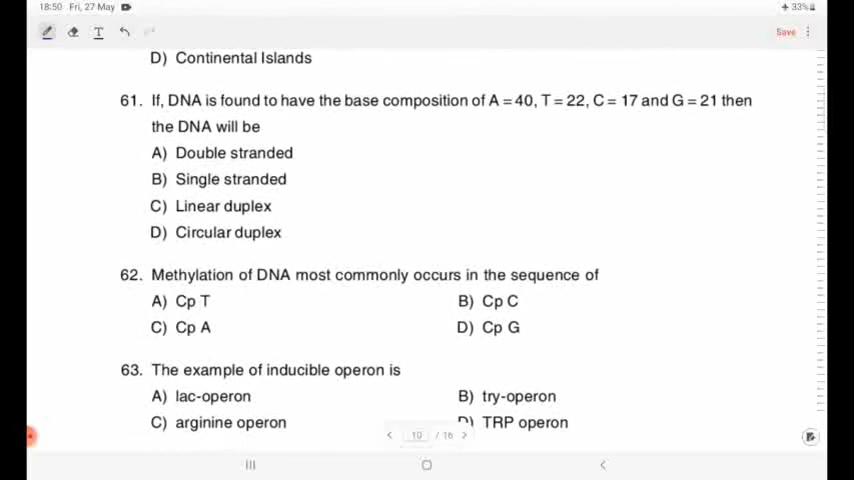 18:50 Fri, 27 May
33%
T
Save
D) Continental Islands
61. If, DNA is found to have the base composition of A = 40, T = 22, C = 17 and G = 21 then
the DNA will be
A) Double stranded
B) Single stranded
C) Linear duplex
D) Circular duplex
62. Methylation of DNA most commonly occurs in the sequence of
A) Cp T
B) Cp C
C) Cp A
D) Cp G
63. The example of inducible operon is
A) lac-operon
B) try-operon
C) arginine operon
D) TRP operon
< 10 / 16 >